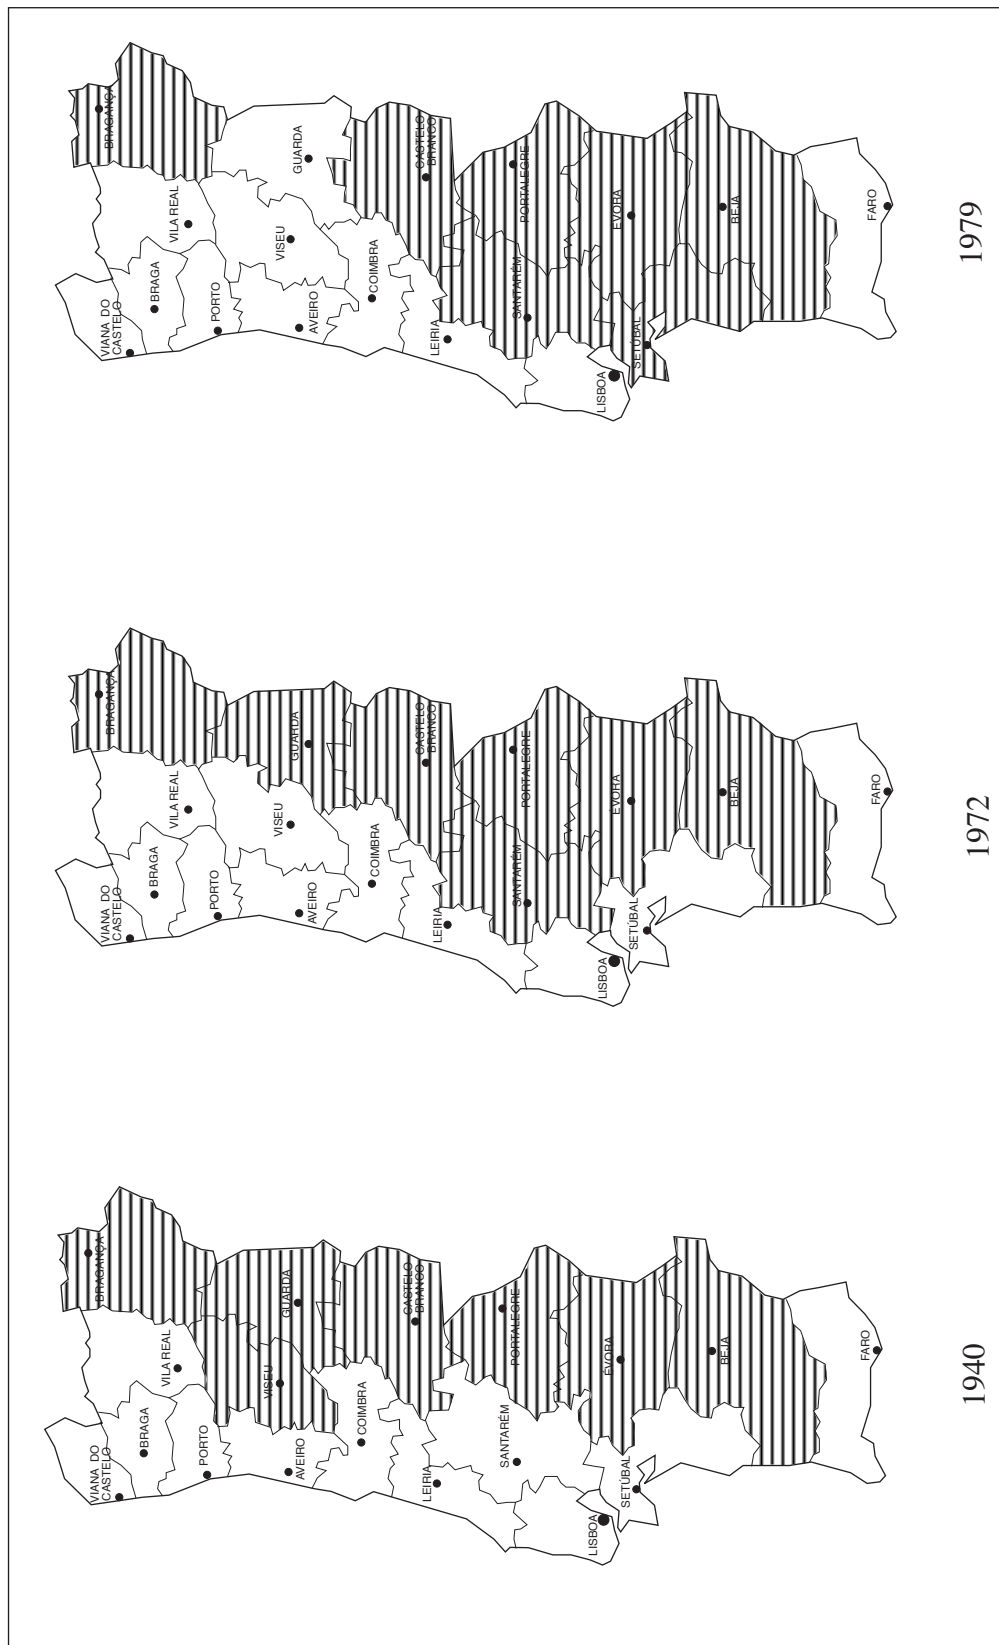 1940
VIANA DO
CASTELO
BRAGA
VILA REAL
BRAGANÇA
PORTO
AVEIRO
VISEU
GUARDA
COIMBRA
LEIRIA
CASTELO
BRANCO
SANTARÉM
PORTALEGRE
LISBOA
SETÚBAL
ÉVORA
BEJA
FARO
1972
VIANA DO
CASTELO
BRAGA
VILA REAL
BRAGANÇA
PORTO
AVEIRO
VISEU
GUARDA
COIMBRA
LEIRIA
CASTELO
BRANCO
SANTARÉM
PORTALEGRE
LISBOA
SETÚBAL
ÉVORA
BEJA
FARO
1979
VIANA DO
CASTELO
BRAGA
VILA REAL
BRAGANÇA
PORTO
AVEIRO
VISEU
GUARDA
COIMBRA
LEIRIA
CASTELO
BRANCO
SANTARÉM
PORTALEGRE
LISBOA
SETÚBAL
ÉVORA
BEJA
FARO